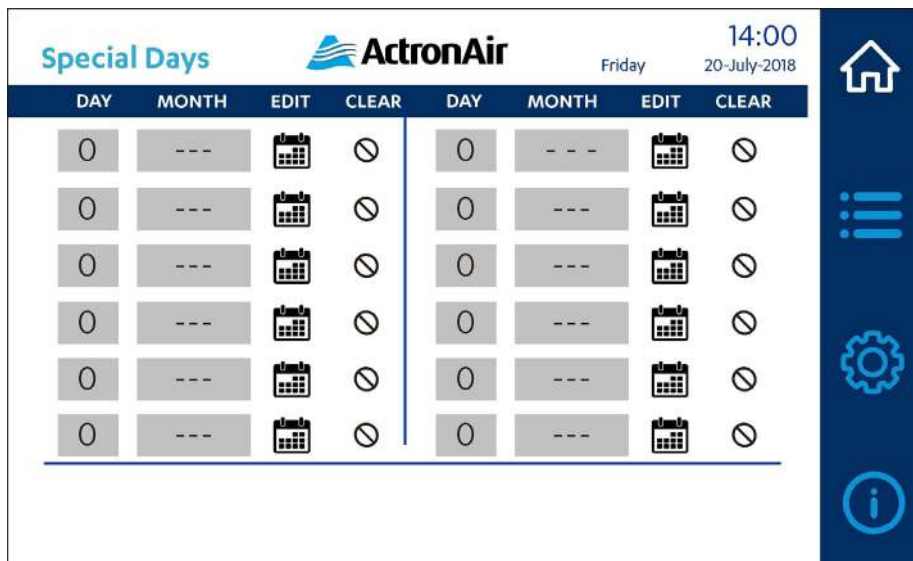 Special Days ActronAir Friday 14:00
20-July-2018
DAY MONTH EDIT CLEAR DAY MONTH EDIT CLEAR
0 --- 0 - - -
0 --- 0 ---
0 --- 0 ---
0 --- 0 ---
0 --- 0 ---
0 --- 0 ---
i